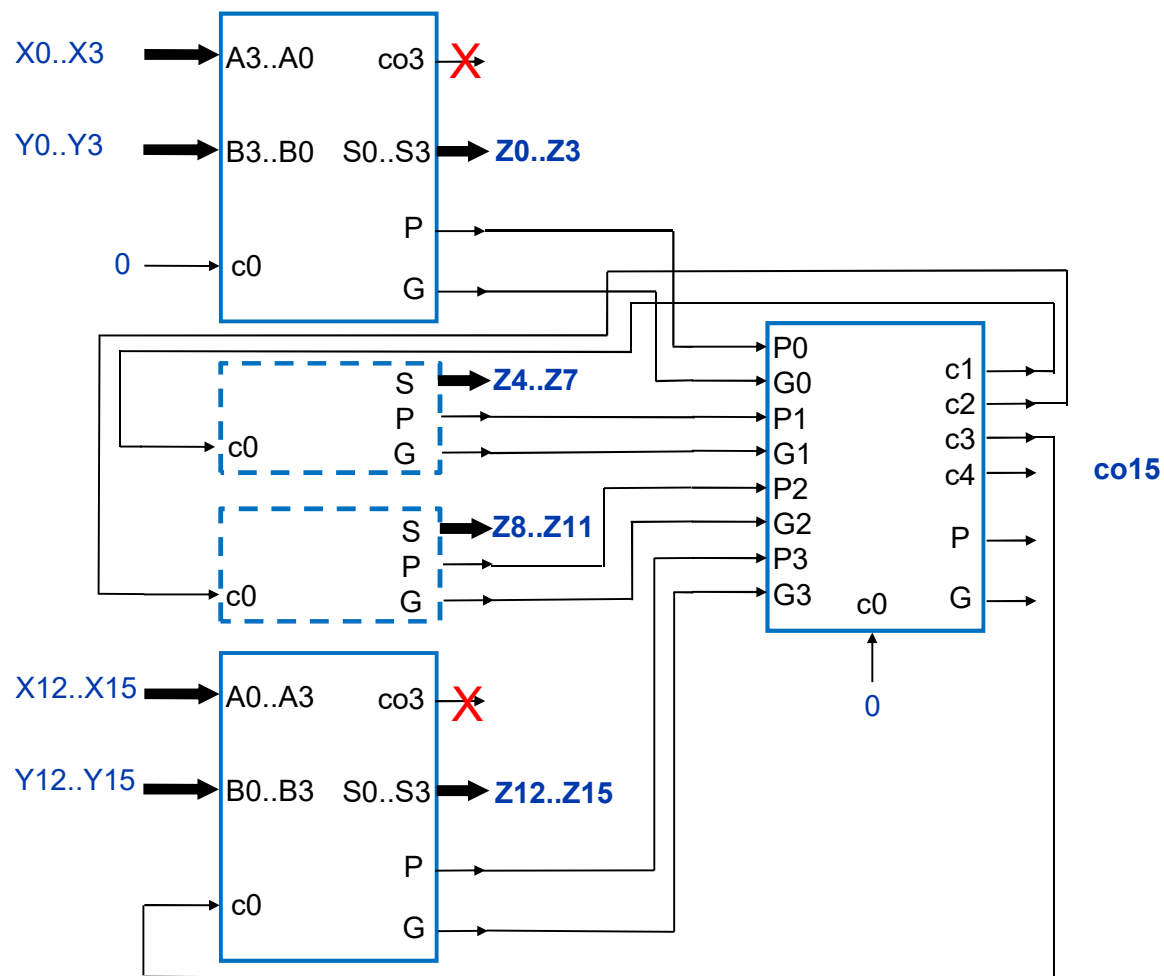 X0..X3
A3..A0
co3
X
Y0..Y3
B3..B0
S0..S3
Z0..Z3
P
0
c0
G
S
Z4..Z7
P
c0
G
S
Z8..Z11
P
c0
G
P0
G0
P1
G1
P2
G2
P3
G3
c0
0
c1
c2
c3
c4
P
G
co15
X12..X15
A0..A3
co3
X
Y12..Y15
B0..B3
S0..S3
Z12..Z15
P
c0
G